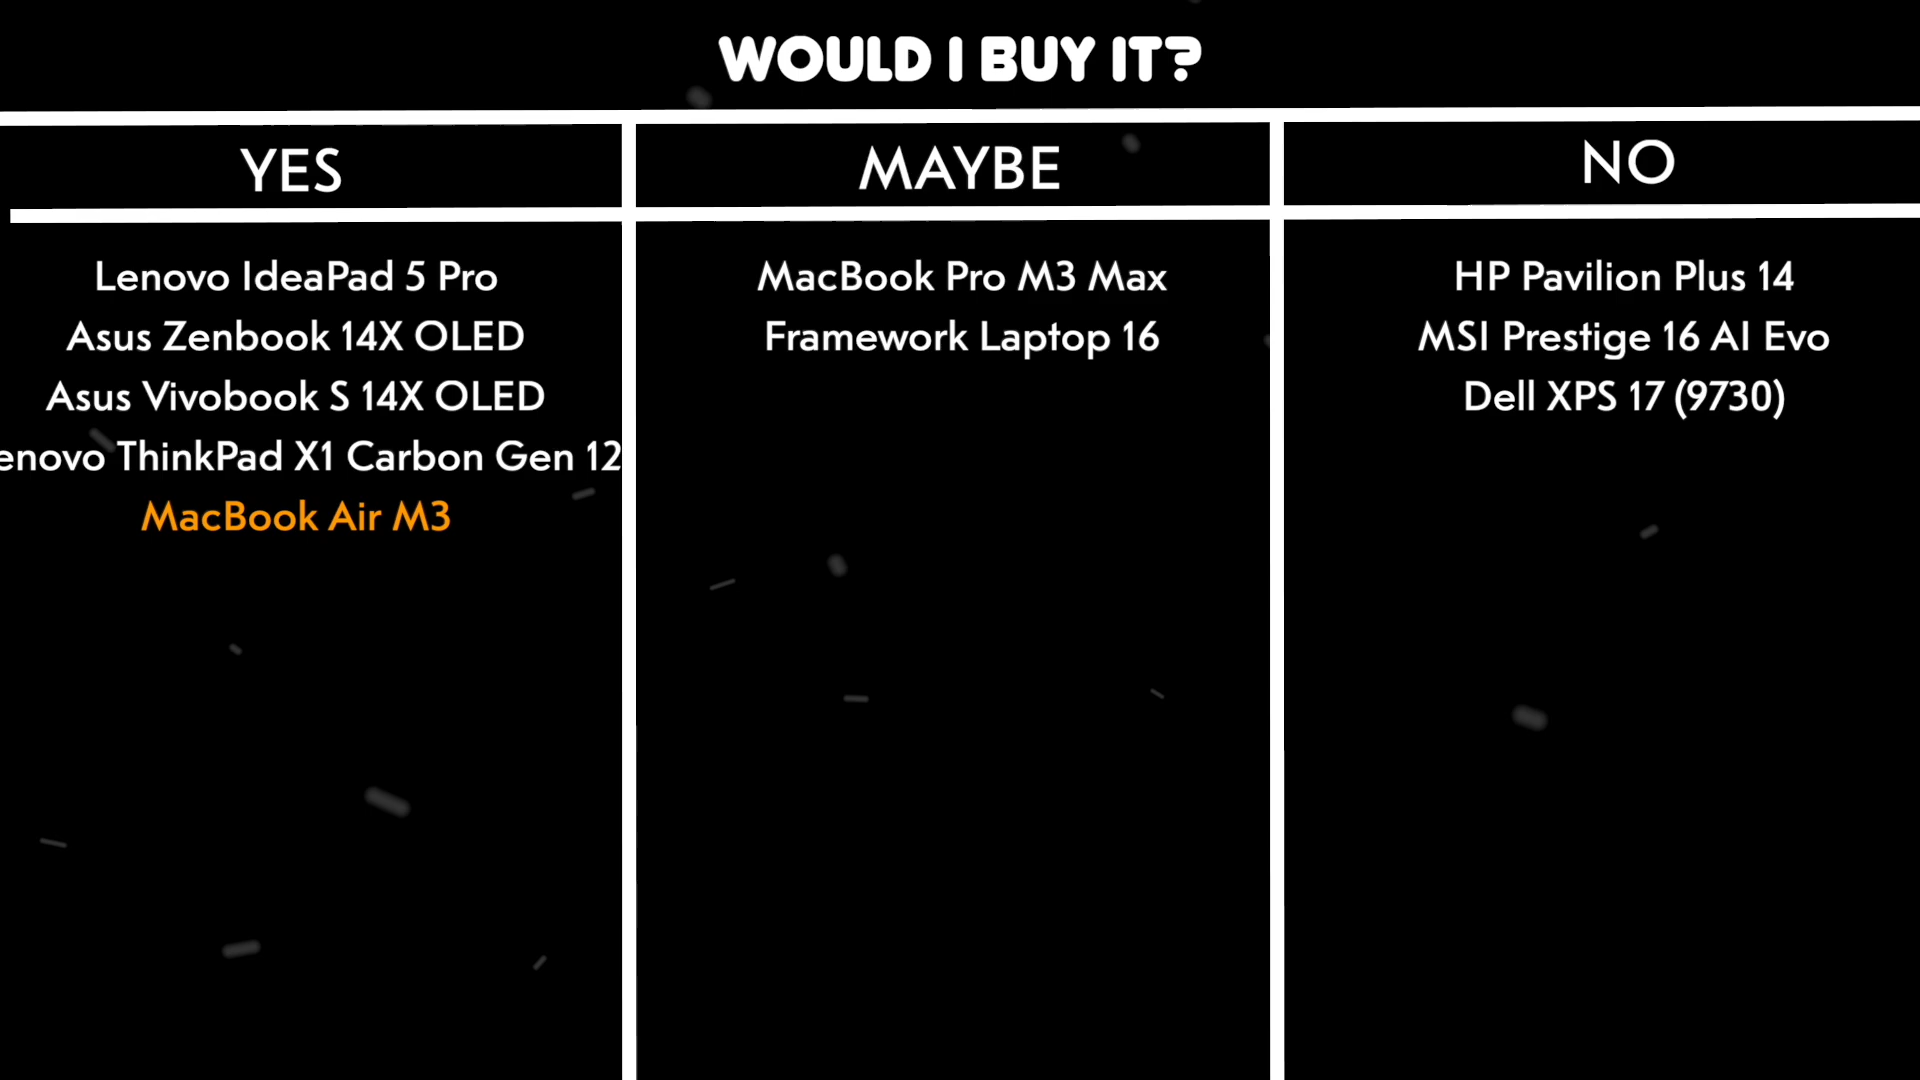 WOULD I BUY IT?
YES
MAYBE
NO
Lenovo IdeaPad 5 Pro
Asus Zenbook 14X OLED
Asus Vivobook S 14X OLED
enovo ThinkPad X1 Carbon Gen 12
MacBook Air M3
MacBook Pro M3 Max
Framework Laptop 16
HP Pavilion Plus 14
MSI Prestige 16 AI Evo
Dell XPS 17 (9730)